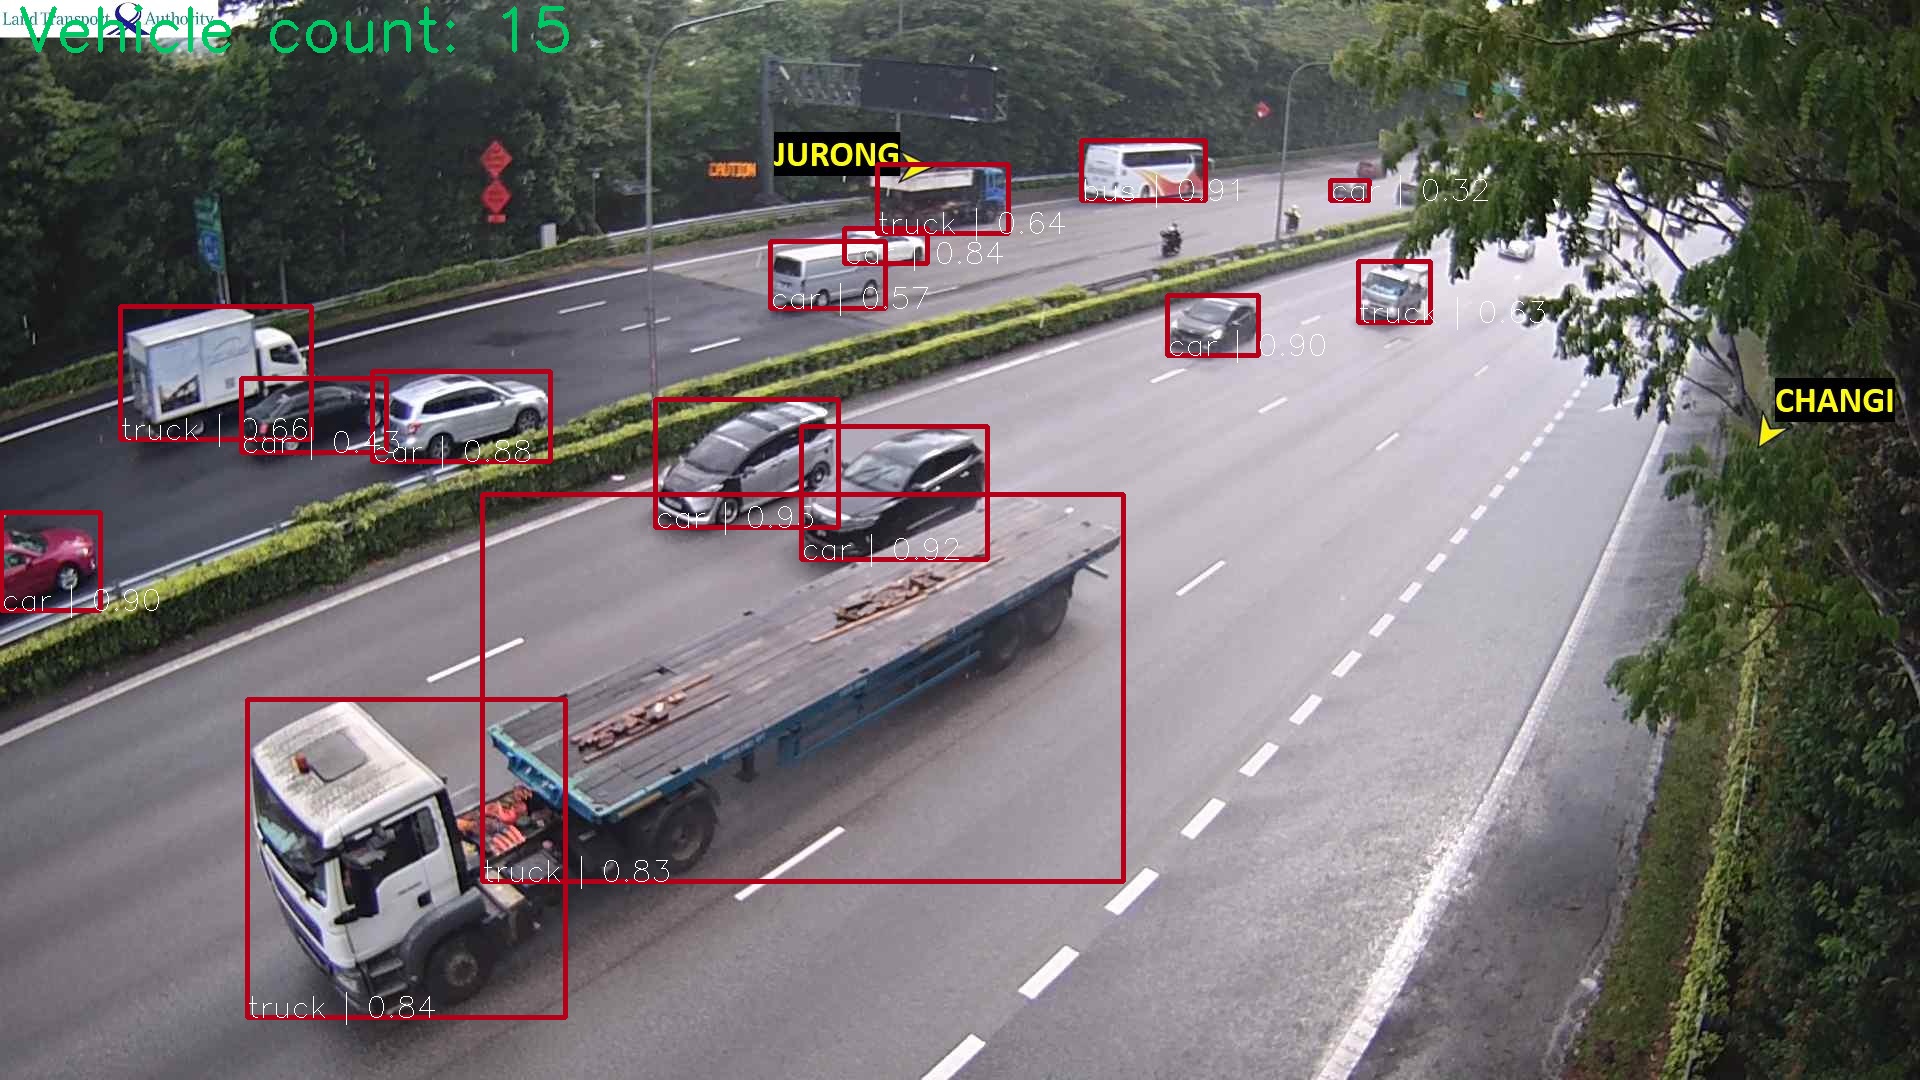 Land Transport Authority
Vehicle count: 15
CAUTION
JURONG
truck | 0.64
bus | 0.91
car | 0.32
car | 0.84
car | 0.57
truck | 0.63
car | 0.90
CHANGI
truck | 0.66
car | 0.43
car | 0.88
car | 0.95
car | 0.92
car | 0.90
truck | 0.83
truck | 0.84